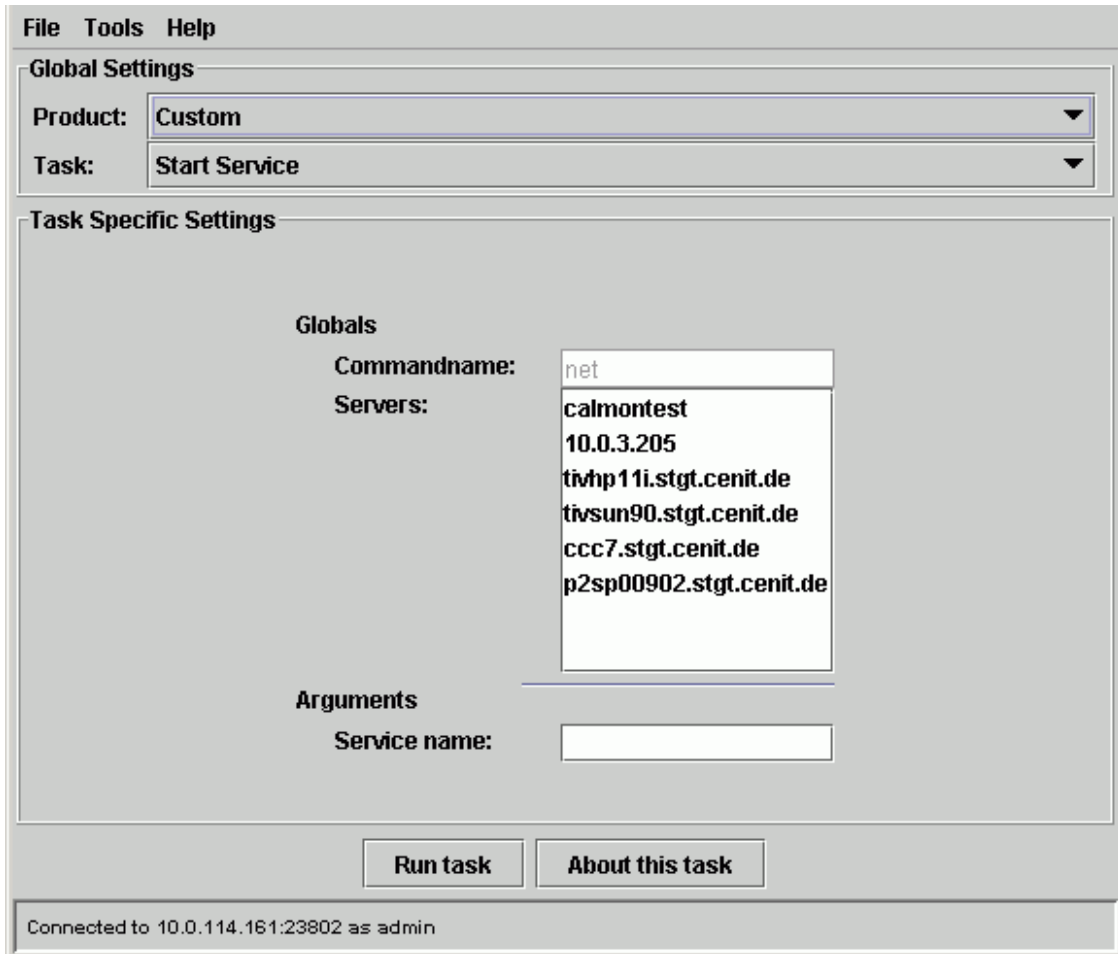 File Tools Help
Global Settings
Product: Custom
Task: Start Service
Task Specific Settings
Globals
Commandname: net
Servers: calmontest
10.0.3.205
tivhp11i.stgt.cenit.de
tivsun90.stgt.cenit.de
ccc7.stgt.cenit.de
p2sp00902.stgt.cenit.de
Arguments
Service name:
Run task About this task
Connected to 10.0.114.161:23802 as admin